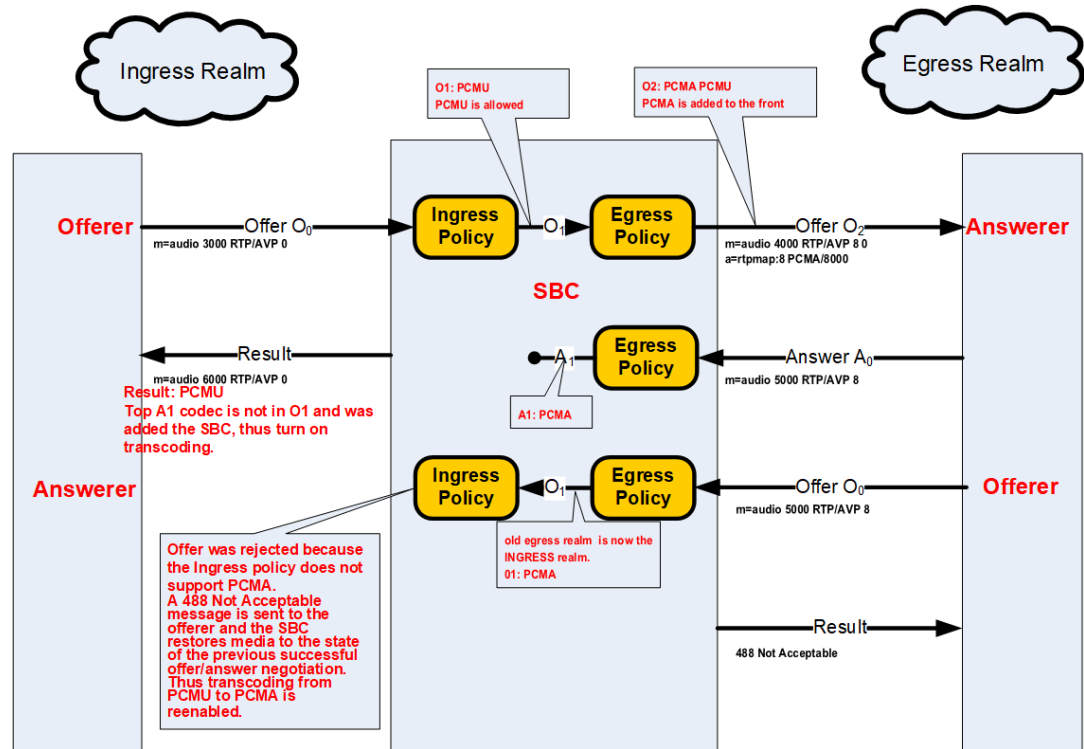 Ingress Realm
Egress Realm
O1: PCMU
PCMU is allowed
O2: PCMA PCMU
PCMA is added to the front
Offerer
Offer O₀
m=audio 3000 RTP/AVP 0
Ingress
Policy
O₁
Egress
Policy
Offer O₂
m=audio 4000 RTP/AVP 8 0
a=rtpmap:8 PCMA/8000
Answerer
SBC
Result
m=audio 6000 RTP/AVP 0
Result: PCMU
Top A1 codec is not in O1 and was
added the SBC, thus turn on
transcoding.
A₁
Egress
Policy
Answer A₀
m=audio 5000 RTP/AVP 8
A1: PCMA
Answerer
Ingress
Policy
O₁
Egress
Policy
Offer O₀
m=audio 5000 RTP/AVP 8
Offerer
old egress realm is now the
INGRESS realm.
01: PCMA
Offer was rejected because
the Ingress policy does not
support PCMA.
A 488 Not Acceptable
message is sent to the
offerer and the SBC
restores media to the state
of the previous successful
offer/answer negotiation.
Thus transcoding from
PCMU to PCMA is
reenabled.
Result
488 Not Acceptable